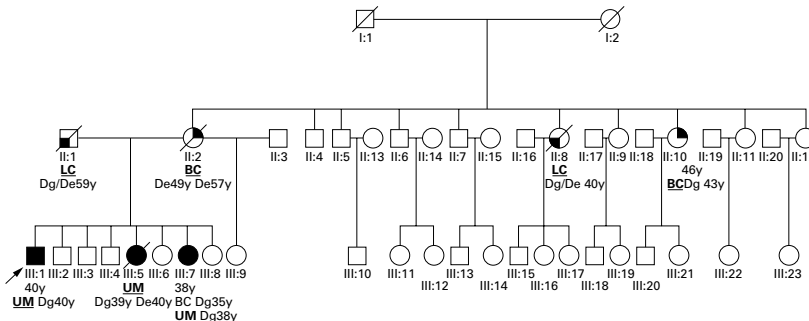 I:1 I:2
II:1 II:2 II:3 II:4 II:5 II:13 II:6 II:14 II:7 II:15 II:16 II:8 II:17 II:9 II:18 II:10 II:19 II:11 II:20
LC BC LC 46y
Dg/De59y De49y De57y Dg/De 40y BCDg 43y
III:1 III:2 III:3 III:4 III:5 III:6 III:7 III:8 III:9 III:10 III:11 III:13 III:15 III:17 III:19 III:21 III:22 III:23
III:12 III:14 III:16 III:18 III:20
40y UM 38y
UM Dg40y Dg39y De40y BC Dg35y
UM Dg38y